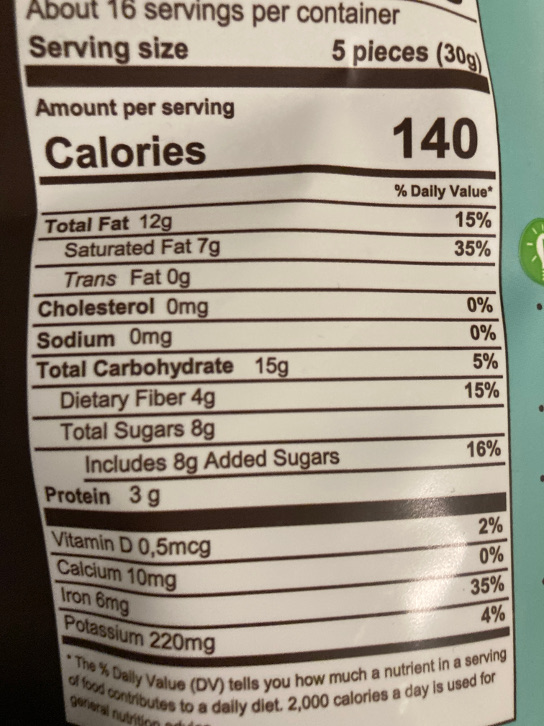 About 16 servings per container
Serving size 5 pieces (30g)
Amount per serving
Calories 140
% Daily Value*
Total Fat 12g 15%
Saturated Fat 7g 35%
Trans Fat 0g
Cholesterol 0mg 0%
Sodium 0mg 0%
Total Carbohydrate 15g 5%
Dietary Fiber 4g 15%
Total Sugars 8g
Includes 8g Added Sugars 16%
Protein 3 g
Vitamin D 0,5mcg 2%
Calcium 10mg 0%
Iron 6mg 35%
Potassium 220mg 4%
* The % Daily Value (DV) tells you how much a nutrient in a serving
of food contributes to a daily diet. 2,000 calories a day is used for
general nutrition